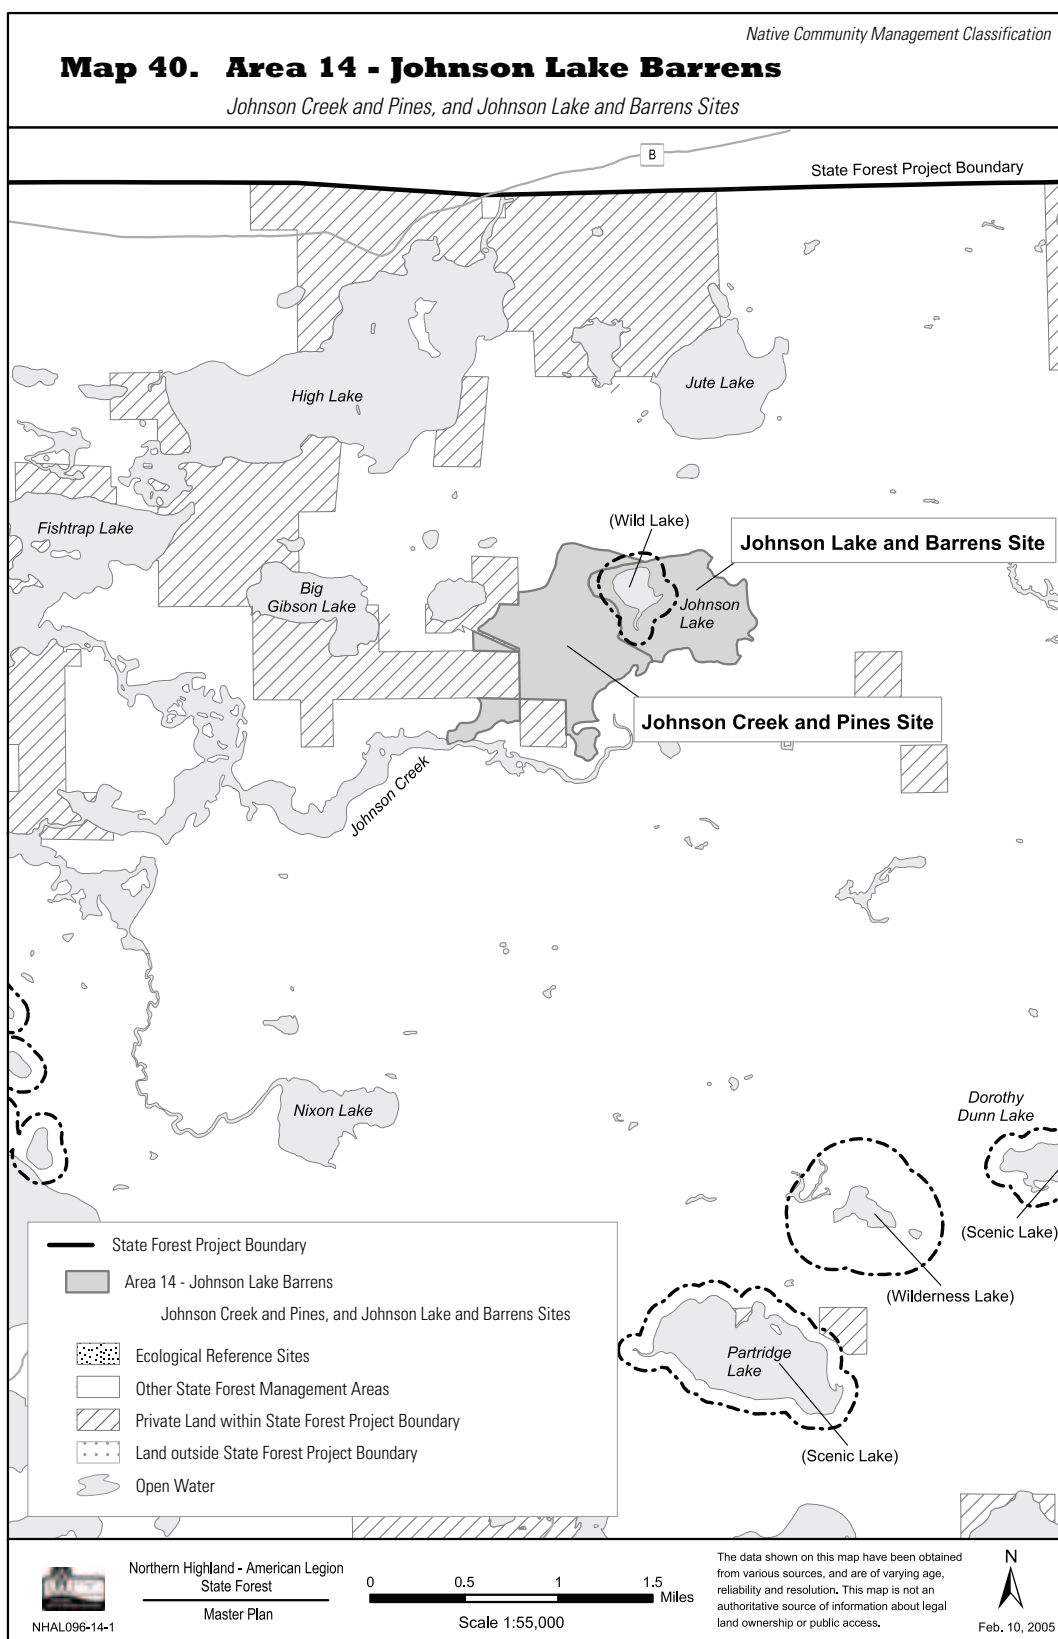 Native Community Management Classification
Map 40. Area 14 - Johnson Lake Barrens
Johnson Creek and Pines, and Johnson Lake and Barrens Sites
B
State Forest Project Boundary
High Lake
Jute Lake
Fishtrap Lake
(Wild Lake)
Johnson Lake and Barrens Site
Big
Gibson Lake
Johnson
Lake
Johnson Creek and Pines Site
Johnson Creek
Nixon Lake
Dorothy
Dunn Lake
(Scenic Lake)
(Wilderness Lake)
Partridge
Lake
(Scenic Lake)
State Forest Project Boundary
Area 14 - Johnson Lake Barrens
Johnson Creek and Pines, and Johnson Lake and Barrens Sites
Ecological Reference Sites
Other State Forest Management Areas
Private Land within State Forest Project Boundary
Land outside State Forest Project Boundary
Open Water
NHAL096-14-1
Northern Highland - American Legion
State Forest
Master Plan
0 0.5 1 1.5
Miles
Scale 1:55,000
The data shown on this map have been obtained
from various sources, and are of varying age,
reliability and resolution. This map is not an
authoritative source of information about legal
land ownership or public access.
N
Feb. 10, 2005